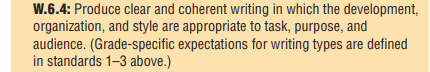 W.6.4: Produce clear and coherent writing in which the development,
organization, and style are appropriate to task, purpose, and
audience. (Grade-specific expectations for writing types are defined
in standards 1–3 above.)